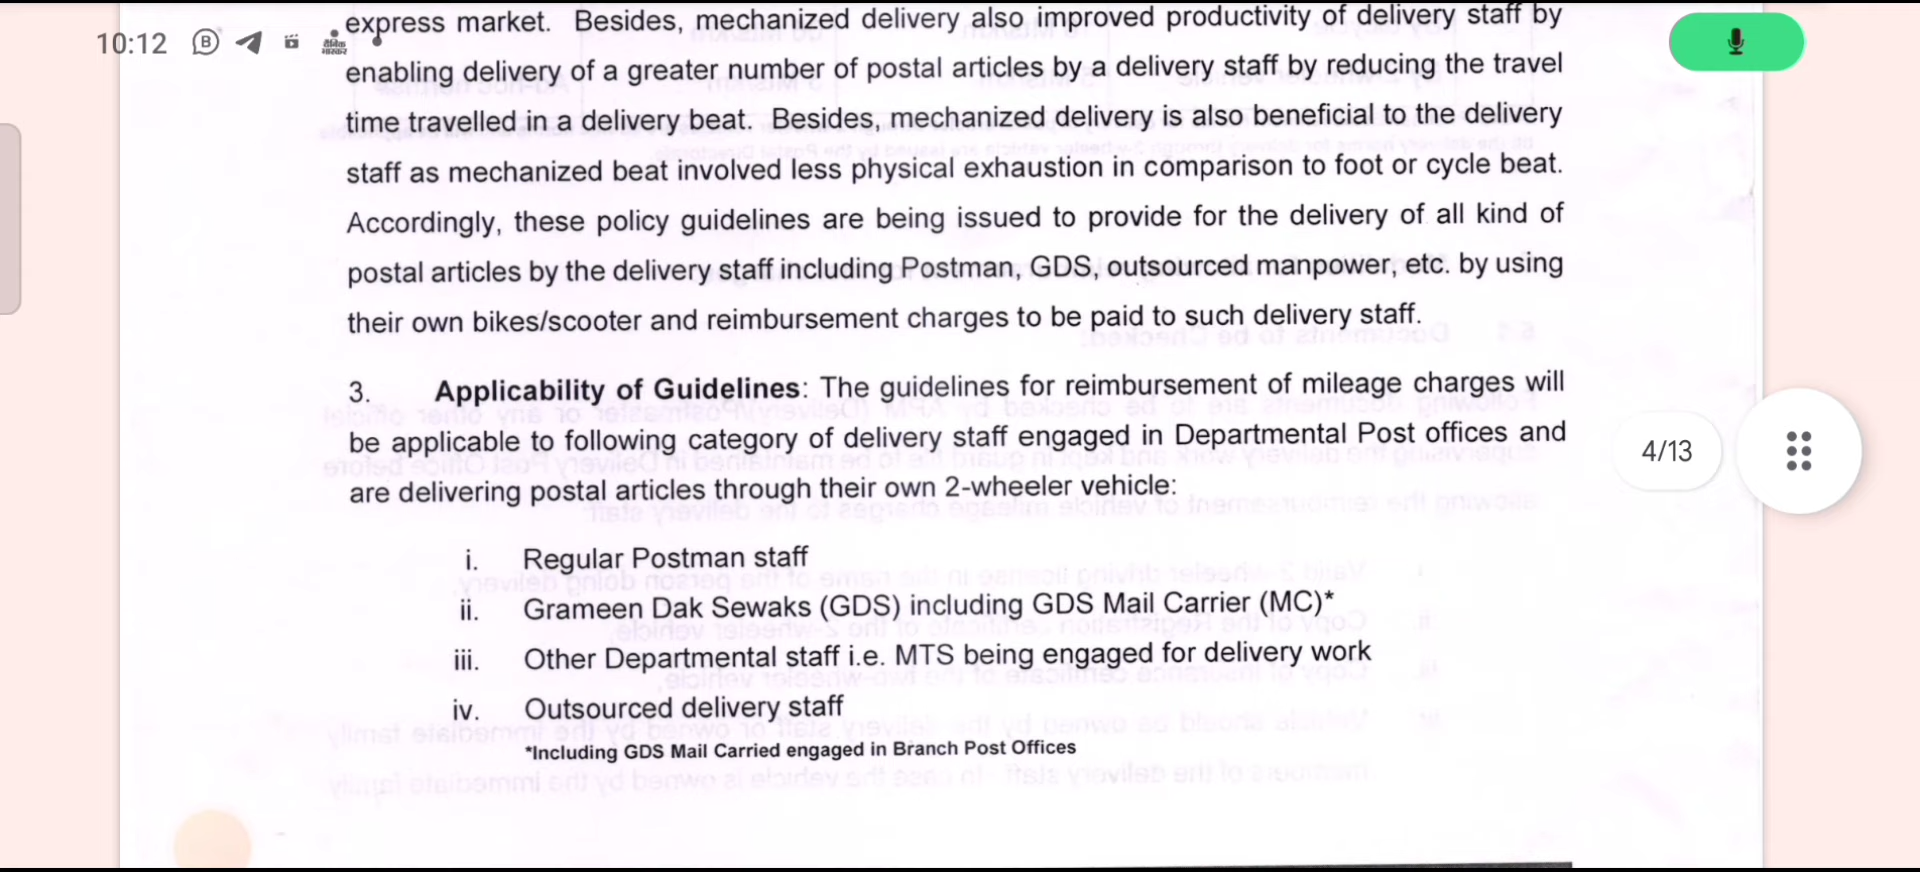 express market. Besides, mechanized delivery also improved productivity of delivery staff by
10:12
enabling delivery of a greater number of postal articles by a delivery staff by reducing the travel
time travelled in a delivery beat. Besides, mechanized delivery is also beneficial to the delivery
staff as mechanized beat involved less physical exhaustion in comparison to foot or cycle beat.
Accordingly, these policy guidelines are being issued to provide for the delivery of all kind of
postal articles by the delivery staff including Postman, GDS, outsourced manpower, etc. by using
their own bikes/scooter and reimbursement charges to be paid to such delivery staff.
3. Applicability of Guidelines: The guidelines for reimbursement of mileage charges will
be applicable to following category of delivery staff engaged in Departmental Post offices and
4/13
are delivering postal articles through their own 2-wheeler vehicle:
i. Regular Postman staff
ii. Grameen Dak Sewaks (GDS) including GDS Mail Carrier (MC)*
iii. Other Departmental staff i.e. MTS being engaged for delivery work
iv. Outsourced delivery staff
*Including GDS Mail Carried engaged in Branch Post Offices